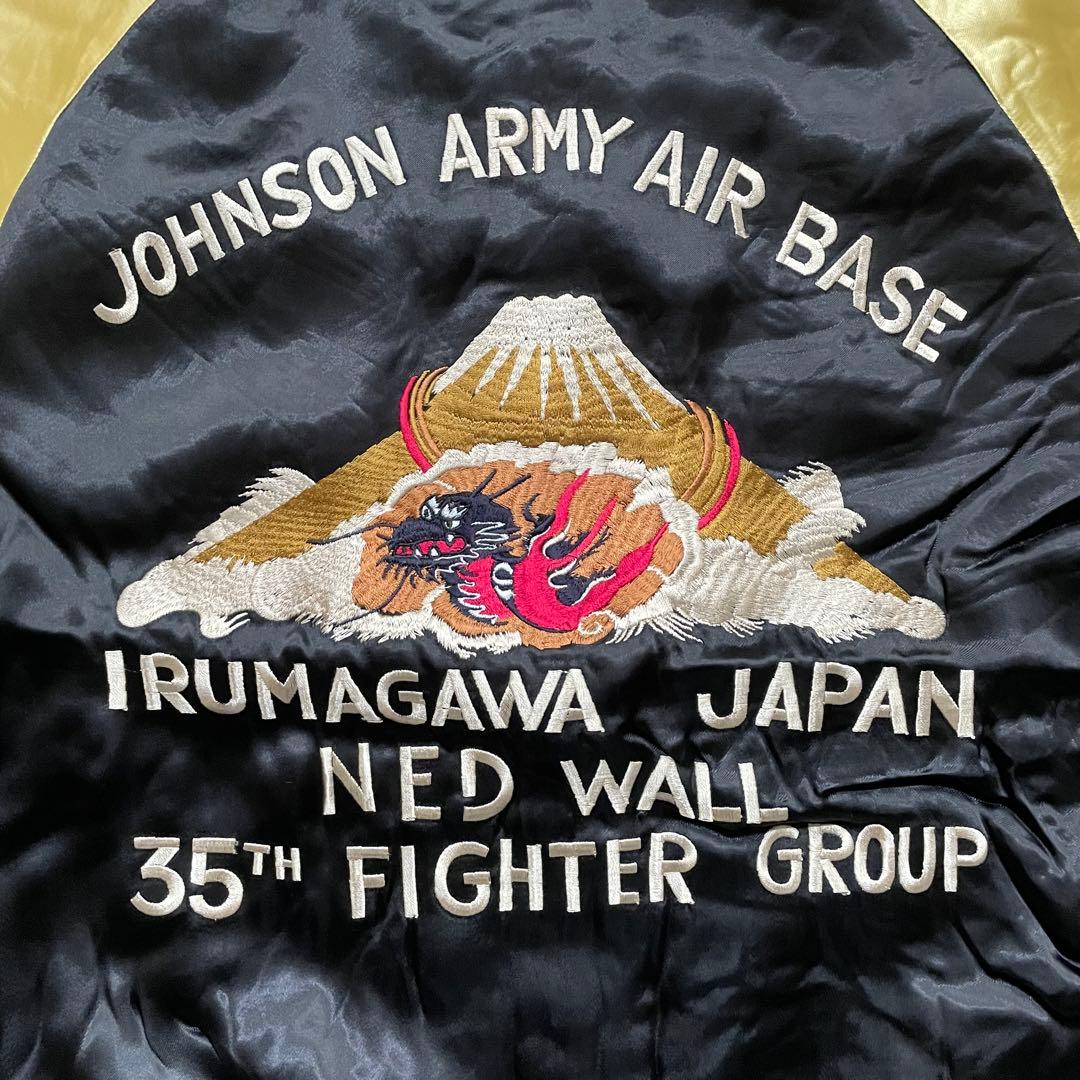 JOHNSON ARMY AIR BASE
IRUMAGAWA JAPAN
NED WALL
35TH FIGHTER GROUP